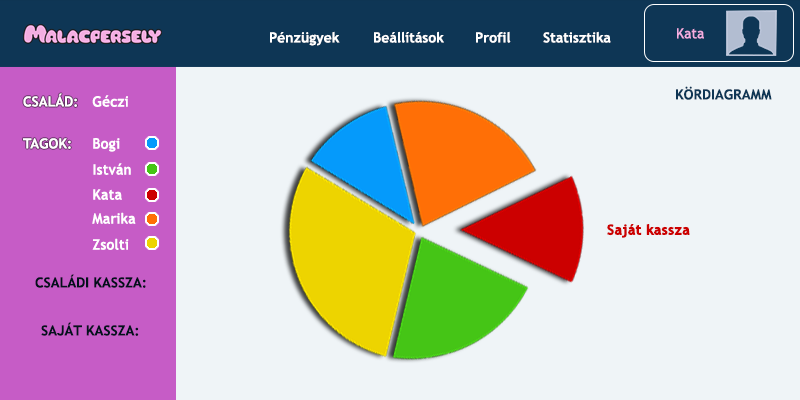 Malacpersely
Pénzügyek Beállítások Profil Statisztika
Kata
CSALÁD: Géczi
TAGOK: Bogi
István
Kata
Marika
Zsolti
CSALÁDI KASSZA:
SAJÁT KASSZA:
KÖRDIAGRAMM
Saját kassza